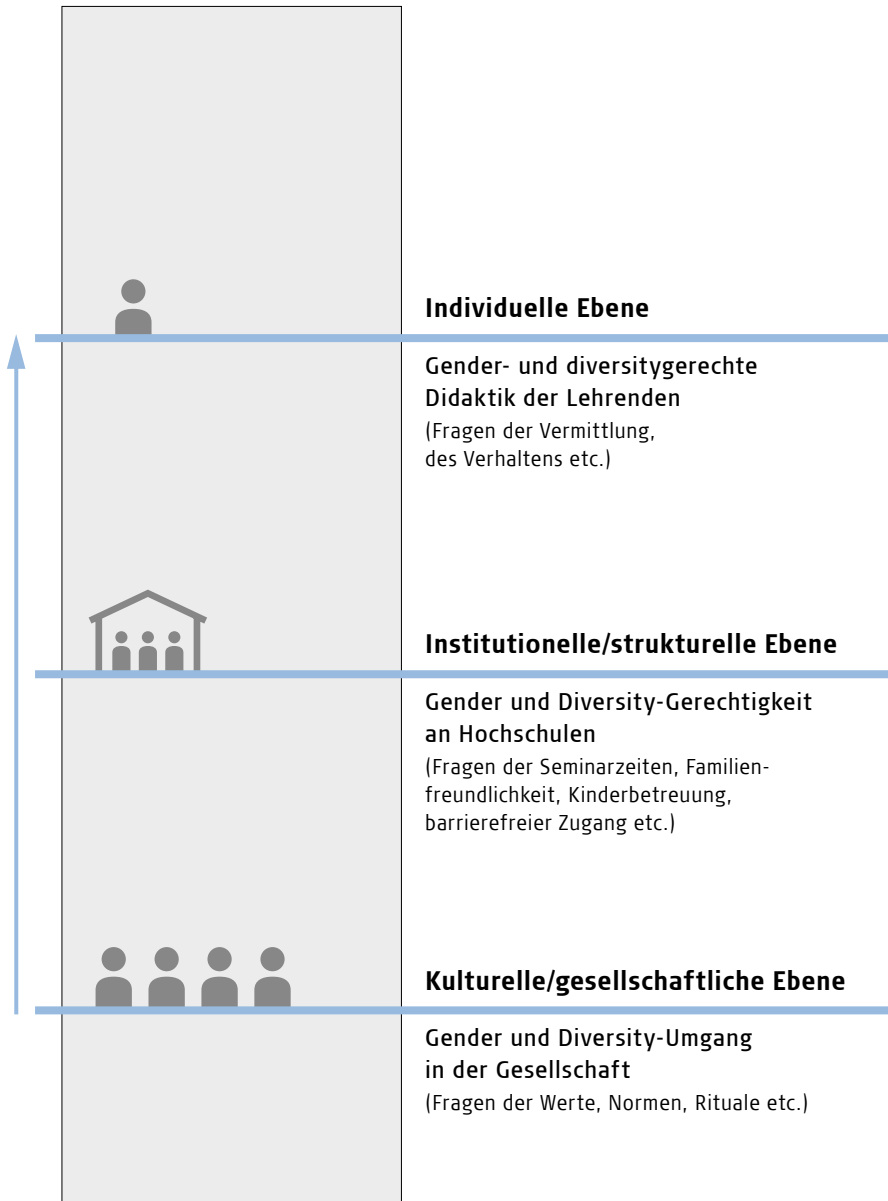 Individuelle Ebene
Gender- und diversitygerechte
Didaktik der Lehrenden
(Fragen der Vermittlung,
des Verhaltens etc.)
Institutionelle/strukturelle Ebene
Gender und Diversity-Gerechtigkeit
an Hochschulen
(Fragen der Seminarzeiten, Familien-
freundlichkeit, Kinderbetreuung,
barrierefreier Zugang etc.)
Kulturelle/gesellschaftliche Ebene
Gender und Diversity-Umgang
in der Gesellschaft
(Fragen der Werte, Normen, Rituale etc.)